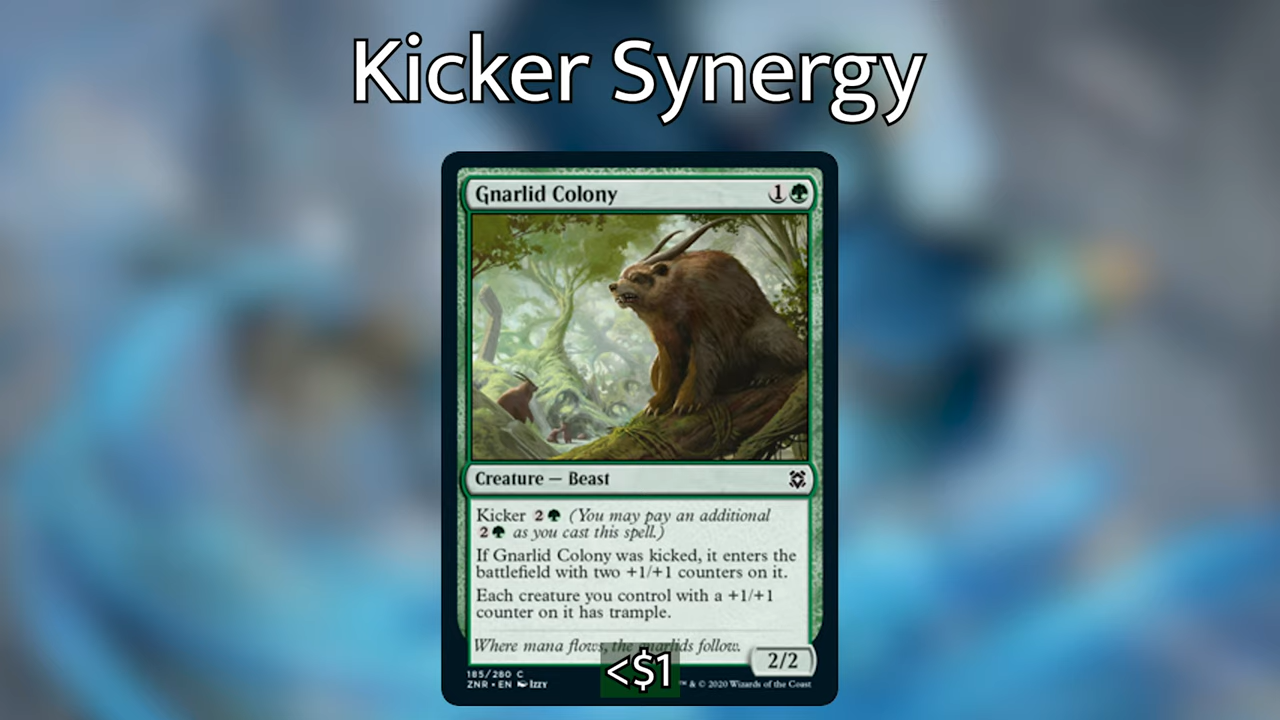 Kicker Synergy
Gnarlid Colony 1
Creature — Beast
Kicker 2 (You may pay an additional
2 as you cast this spell.)
If Gnarlid Colony was kicked, it enters the
battlefield with two +1/+1 counters on it.
Each creature you control with a +1/+1
counter on it has trample.
Where mana flows, the gnarlids follow.
<$1
2/2
185/280 C
ZNR • EN Izzy
™ & © 2020 Wizards of the Coast